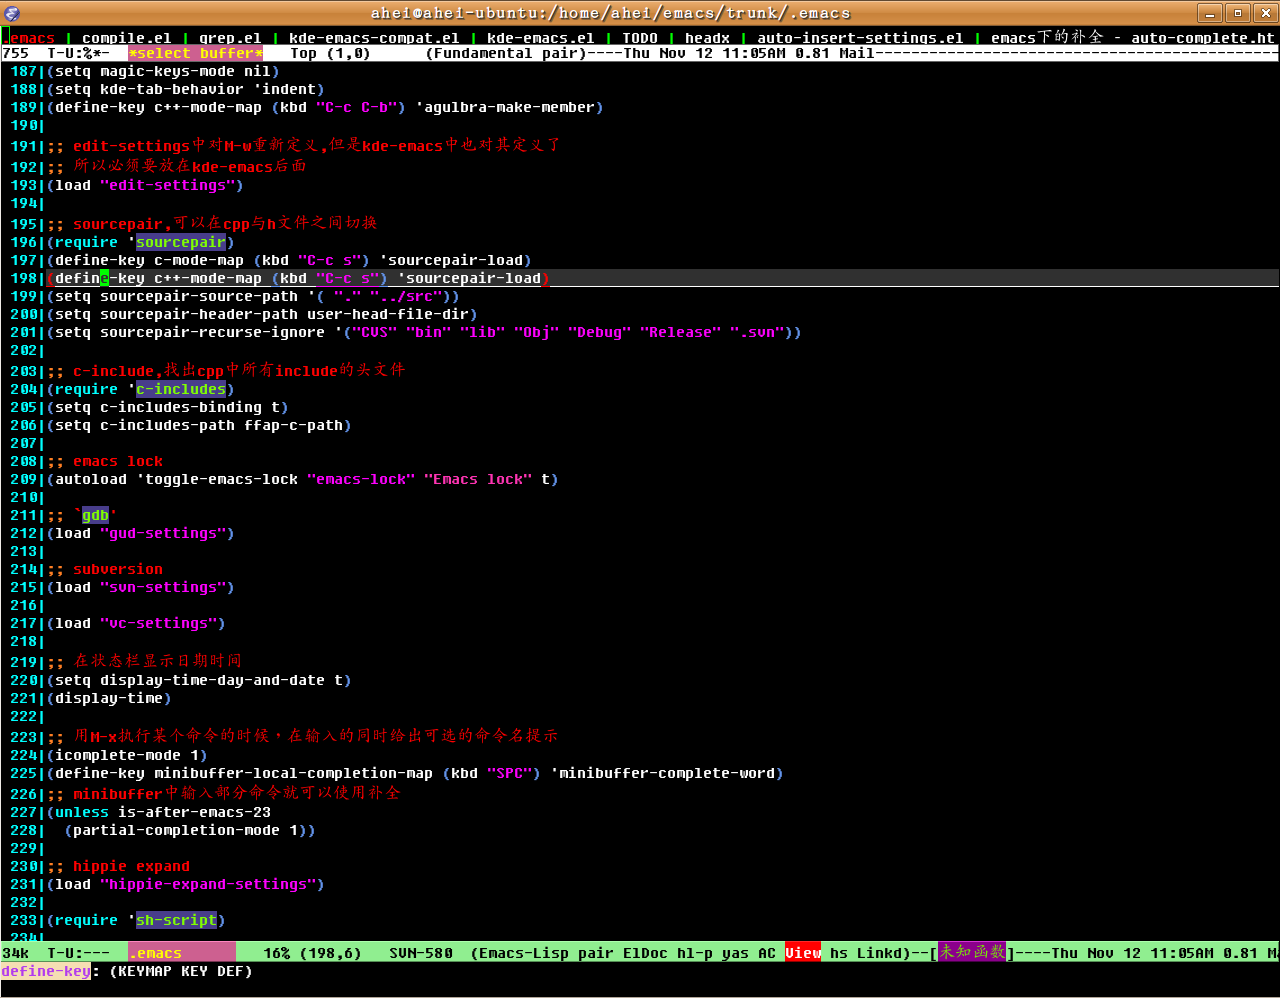 ahei@ahei-ubuntu:/home/ahei/emacs/trunk/.emacs
.emacs | compile.el | grep.el | kde-emacs-compat.el | kde-emacs.el | TODO | headx | auto-insert-settings.el | emacs下的补全 - auto-complete.ht
755  T-U:%*-  *select buffer*   Top (1,0)      (Fundamental pair)----Thu Nov 12 11:05AM 0.81 Mail---------------------------------------------
187|(setq magic-keys-mode nil)
188|(setq kde-tab-behavior 'indent)
189|(define-key c++-mode-map (kbd "C-c C-b") 'agulbra-make-member)
190|
191|;; edit-settings中对M-w重新定义,但是kde-emacs中也对其定义了
192|;; 所以必须要放在kde-emacs后面
193|(load "edit-settings")
194|
195|;; sourcepair,可以在cpp与h文件之间切换
196|(require 'sourcepair)
197|(define-key c-mode-map (kbd "C-c s") 'sourcepair-load)
198|(define-key c++-mode-map (kbd "C-c s") 'sourcepair-load)
199|(setq sourcepair-source-path '( "." "../src"))
200|(setq sourcepair-header-path user-head-file-dir)
201|(setq sourcepair-recurse-ignore '("CVS" "bin" "lib" "Obj" "Debug" "Release" ".svn"))
202|
203|;; c-include,找出cpp中所有include的头文件
204|(require 'c-includes)
205|(setq c-includes-binding t)
206|(setq c-includes-path ffap-c-path)
207|
208|;; emacs lock
209|(autoload 'toggle-emacs-lock "emacs-lock" "Emacs lock" t)
210|
211|;; `gdb'
212|(load "gud-settings")
213|
214|;; subversion
215|(load "svn-settings")
216|
217|(load "vc-settings")
218|
219|;; 在状态栏显示日期时间
220|(setq display-time-day-and-date t)
221|(display-time)
222|
223|;; 用M-x执行某个命令的时候，在输入的同时给出可选的命令名提示
224|(icomplete-mode 1)
225|(define-key minibuffer-local-completion-map (kbd "SPC") 'minibuffer-complete-word)
226|;; minibuffer中输入部分命令就可以使用补全
227|(unless is-after-emacs-23
228|  (partial-completion-mode 1))
229|
230|;; hippie expand
231|(load "hippie-expand-settings")
232|
233|(require 'sh-script)
234|
34k  T-U:---  .emacs         16% (198,6)   SVN-580  (Emacs-Lisp pair ElDoc hl-p yas AC View hs Linkd)--[未知函数]----Thu Nov 12 11:05AM 0.81 Ma
define-key: (KEYMAP KEY DEF)